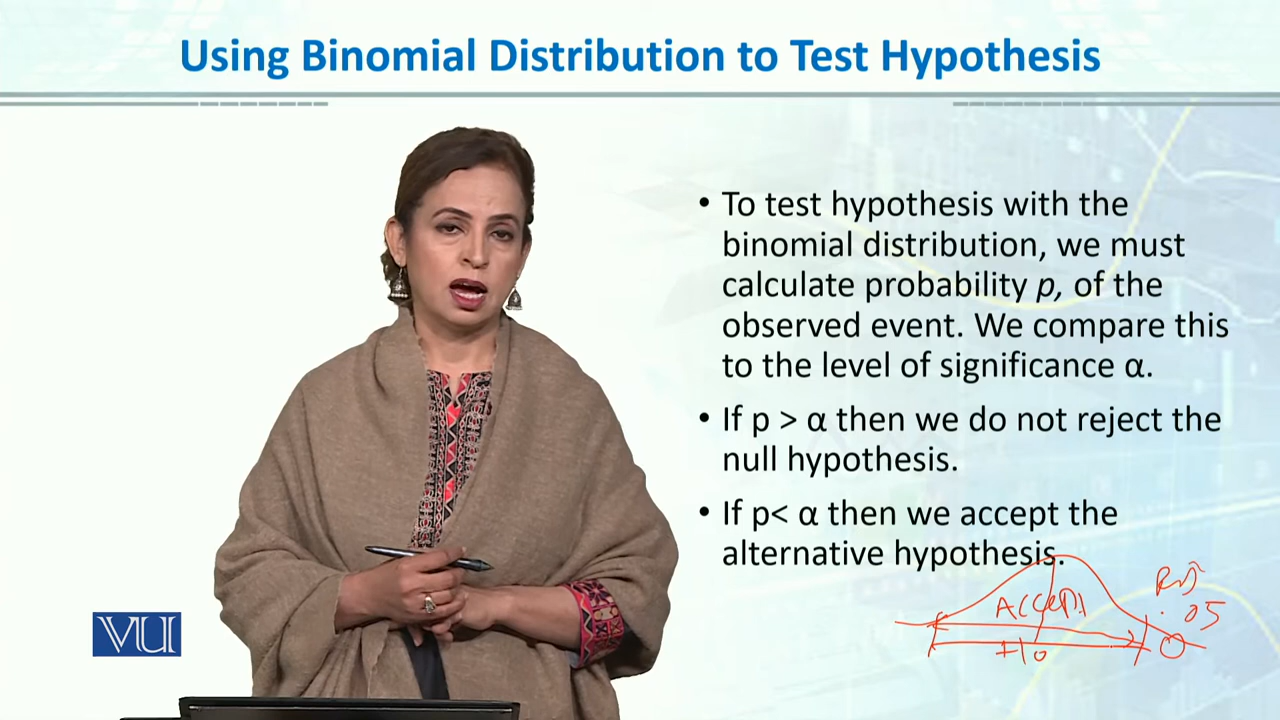 Using Binomial Distribution to Test Hypothesis
• To test hypothesis with the
binomial distribution, we must
calculate probability p, of the
observed event. We compare this
to the level of significance α.
• If p > α then we do not reject the
null hypothesis.
• If p< α then we accept the
alternative hypothesis.
Rej
Accept
.05
Ho
VU